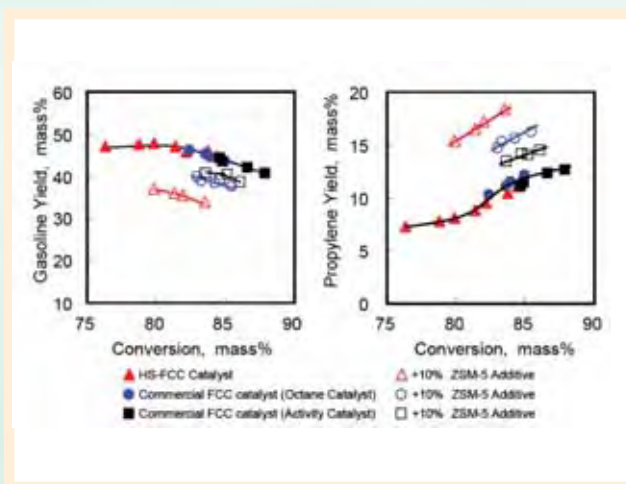 Gasoline Yield, mass%
60
50
40
30
20
10
75 80 85 90
Conversion, mass%
Propylene Yield, mass%
20
15
10
5
0
75 80 85 90
Conversion, mass%
HS-FCC Catalyst
Commercial FCC catalyst (Octane Catalyst)
Commercial FCC catalyst (Activity Catalyst)
+10% ZSM-5 Additive
+10% ZSM-5 Additive
+10% ZSM-5 Additive